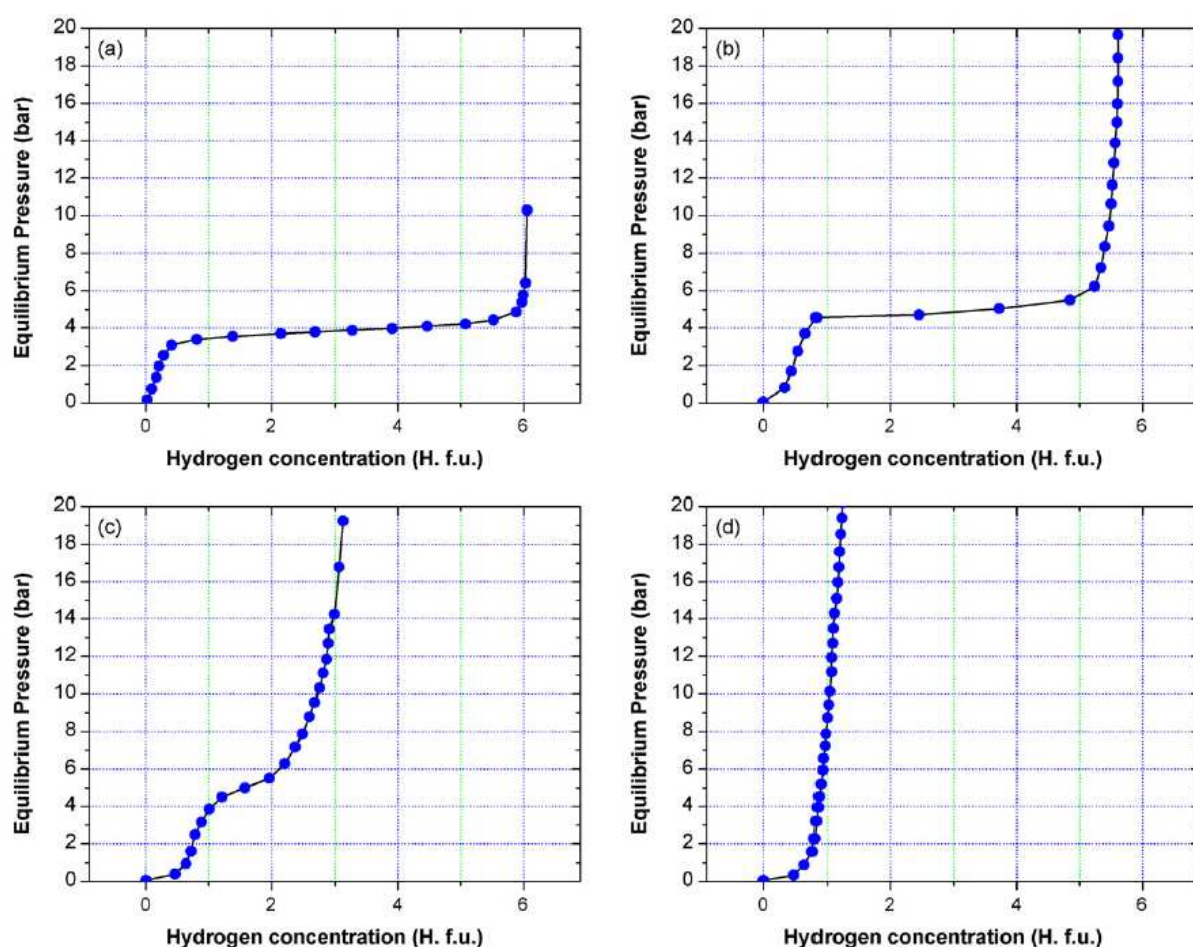 (a)
Equilibrium Pressure (bar)
20
18
16
14
12
10
8
6
4
2
0
0 2 4 6
Hydrogen concentration (H. f.u.)
(b)
Equilibrium Pressure (bar)
20
18
16
14
12
10
8
6
4
2
0
0 2 4 6
Hydrogen concentration (H. f.u.)
(c)
Equilibrium Pressure (bar)
20
18
16
14
12
10
8
6
4
2
0
0 2 4 6
Hydrogen concentration (H. f.u.)
(d)
Equilibrium Pressure (bar)
20
18
16
14
12
10
8
6
4
2
0
0 2 4 6
Hydrogen concentration (H. f.u.)